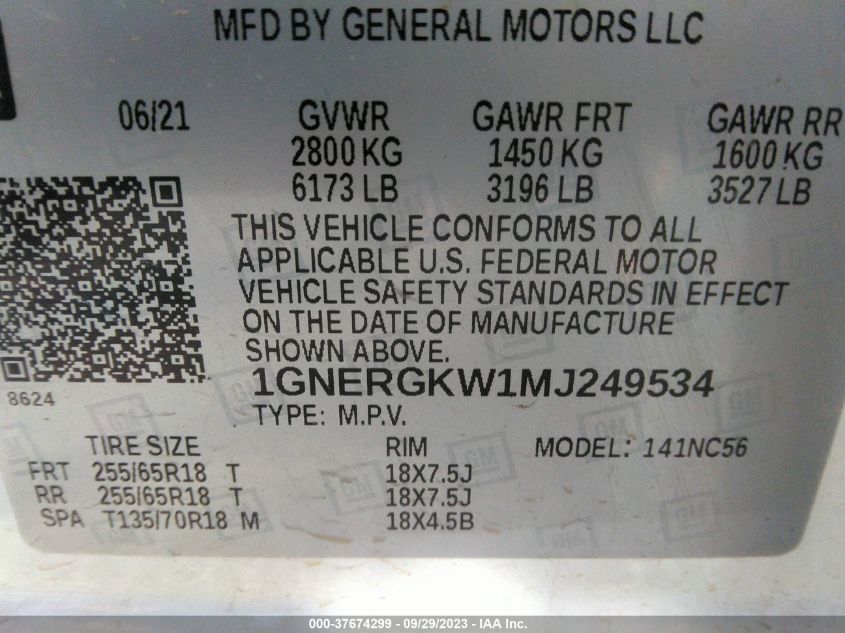 MFD BY GENERAL MOTORS LLC
06/21 GVWR GAWR FRT GAWR RR
2800 KG 1450 KG 1600 KG
6173 LB 3196 LB 3527 LB
THIS VEHICLE CONFORMS TO ALL
APPLICABLE U.S. FEDERAL MOTOR
VEHICLE SAFETY STANDARDS IN EFFECT
ON THE DATE OF MANUFACTURE
SHOWN ABOVE.
1GNERGKW1MJ249534
8624
TYPE: M.P.V.
TIRE SIZE RIM MODEL: 141NC56
FRT 255/65R18 T 18X7.5J
RR 255/65R18 T 18X7.5J
SPA T135/70R18 M 18X4.5B
GM
000-37674299 - 09/29/2023 - IAA Inc.